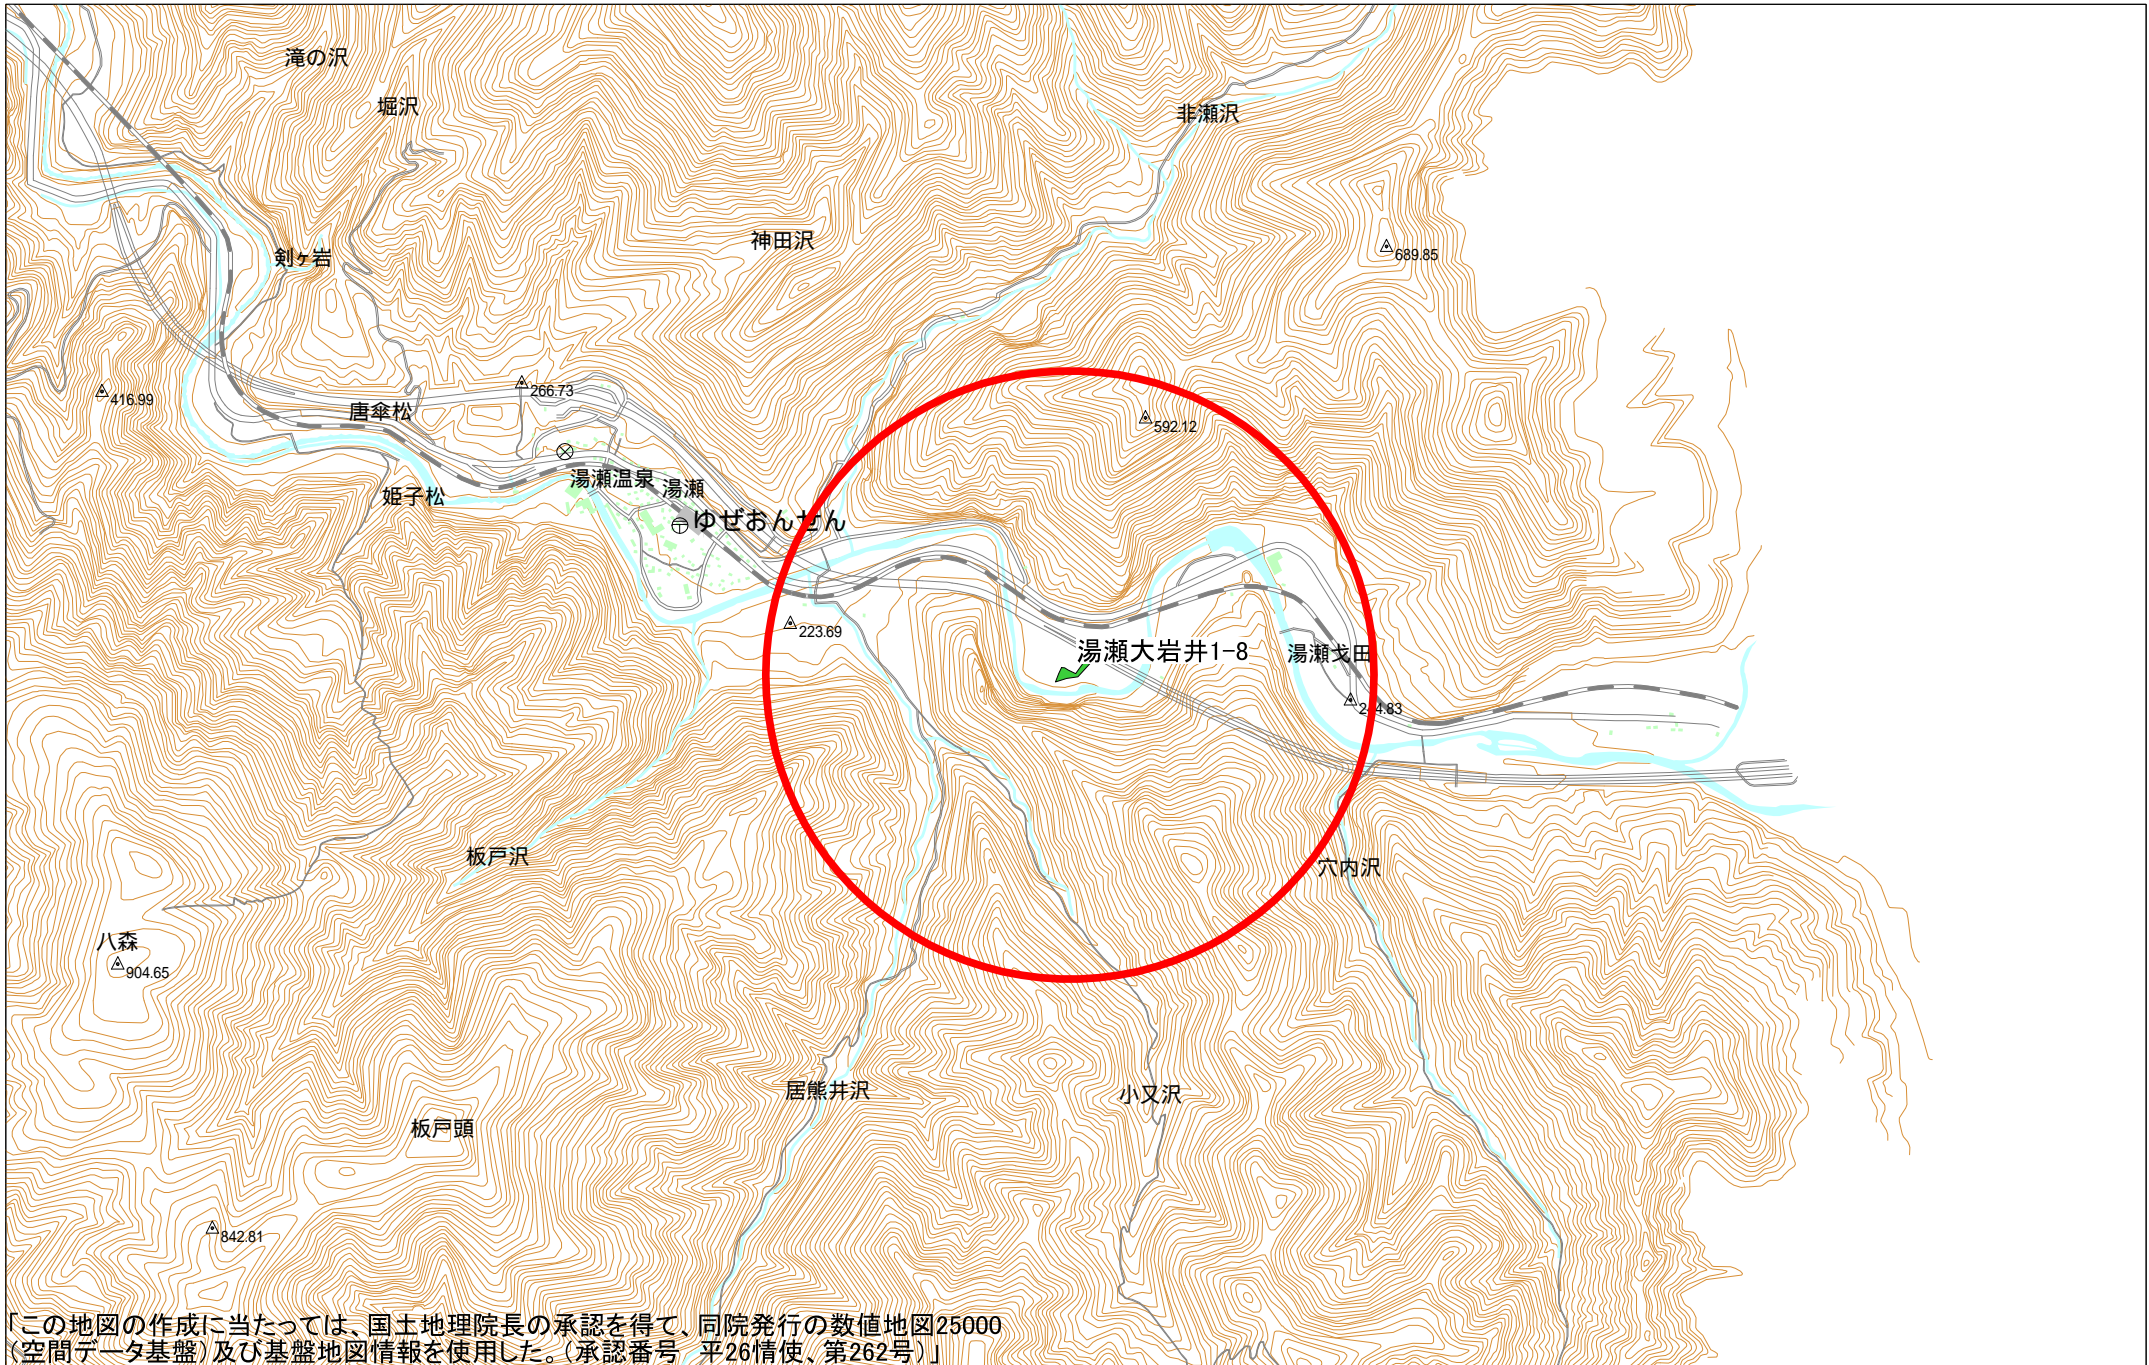 滝の沢
堀沢
非瀬沢
神田沢
剣ヶ岩
689.85
416.99
266.73
唐傘松
592.12
湯瀬温泉
湯瀬
姫子松
ゆぜおんせん
223.69
湯瀬大岩井1-8
湯瀬戈田
244.83
板戸沢
穴内沢
八森
904.65
居熊井沢
小又沢
板戸頭
842.81
「この地図の作成に当たっては、国土地理院長の承認を得て、同院発行の数値地図25000
(空間データ基盤)及び基盤地図情報を使用した。(承認番号　平26情使、第262号)」